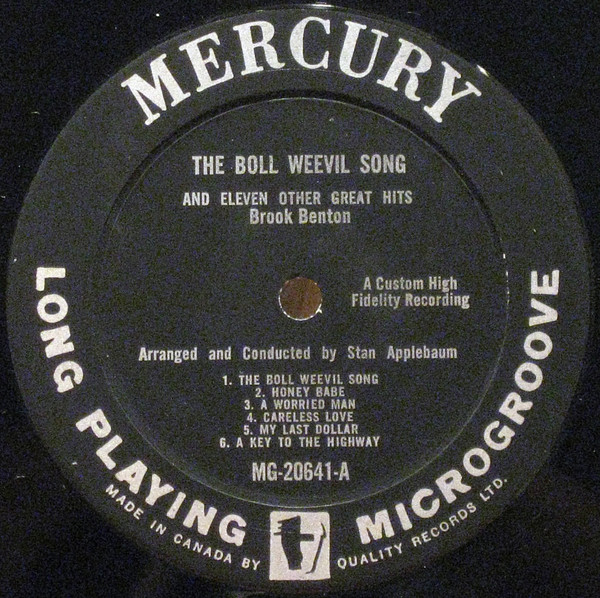 MERCURY
THE BOLL WEEVIL SONG
AND ELEVEN OTHER GREAT HITS
Brook Benton
A Custom High
Fidelity Recording
Arranged and Conducted by Stan Applebaum
1. THE BOLL WEEVIL SONG
2. HONEY BABE
3. A WORRIED MAN
4. CARELESS LOVE
5. MY LAST DOLLAR
6. A KEY TO THE HIGHWAY
MG-20641-A
LONG PLAYING MICROGROOVE
MADE IN CANADA BY QUALITY RECORDS LTD.